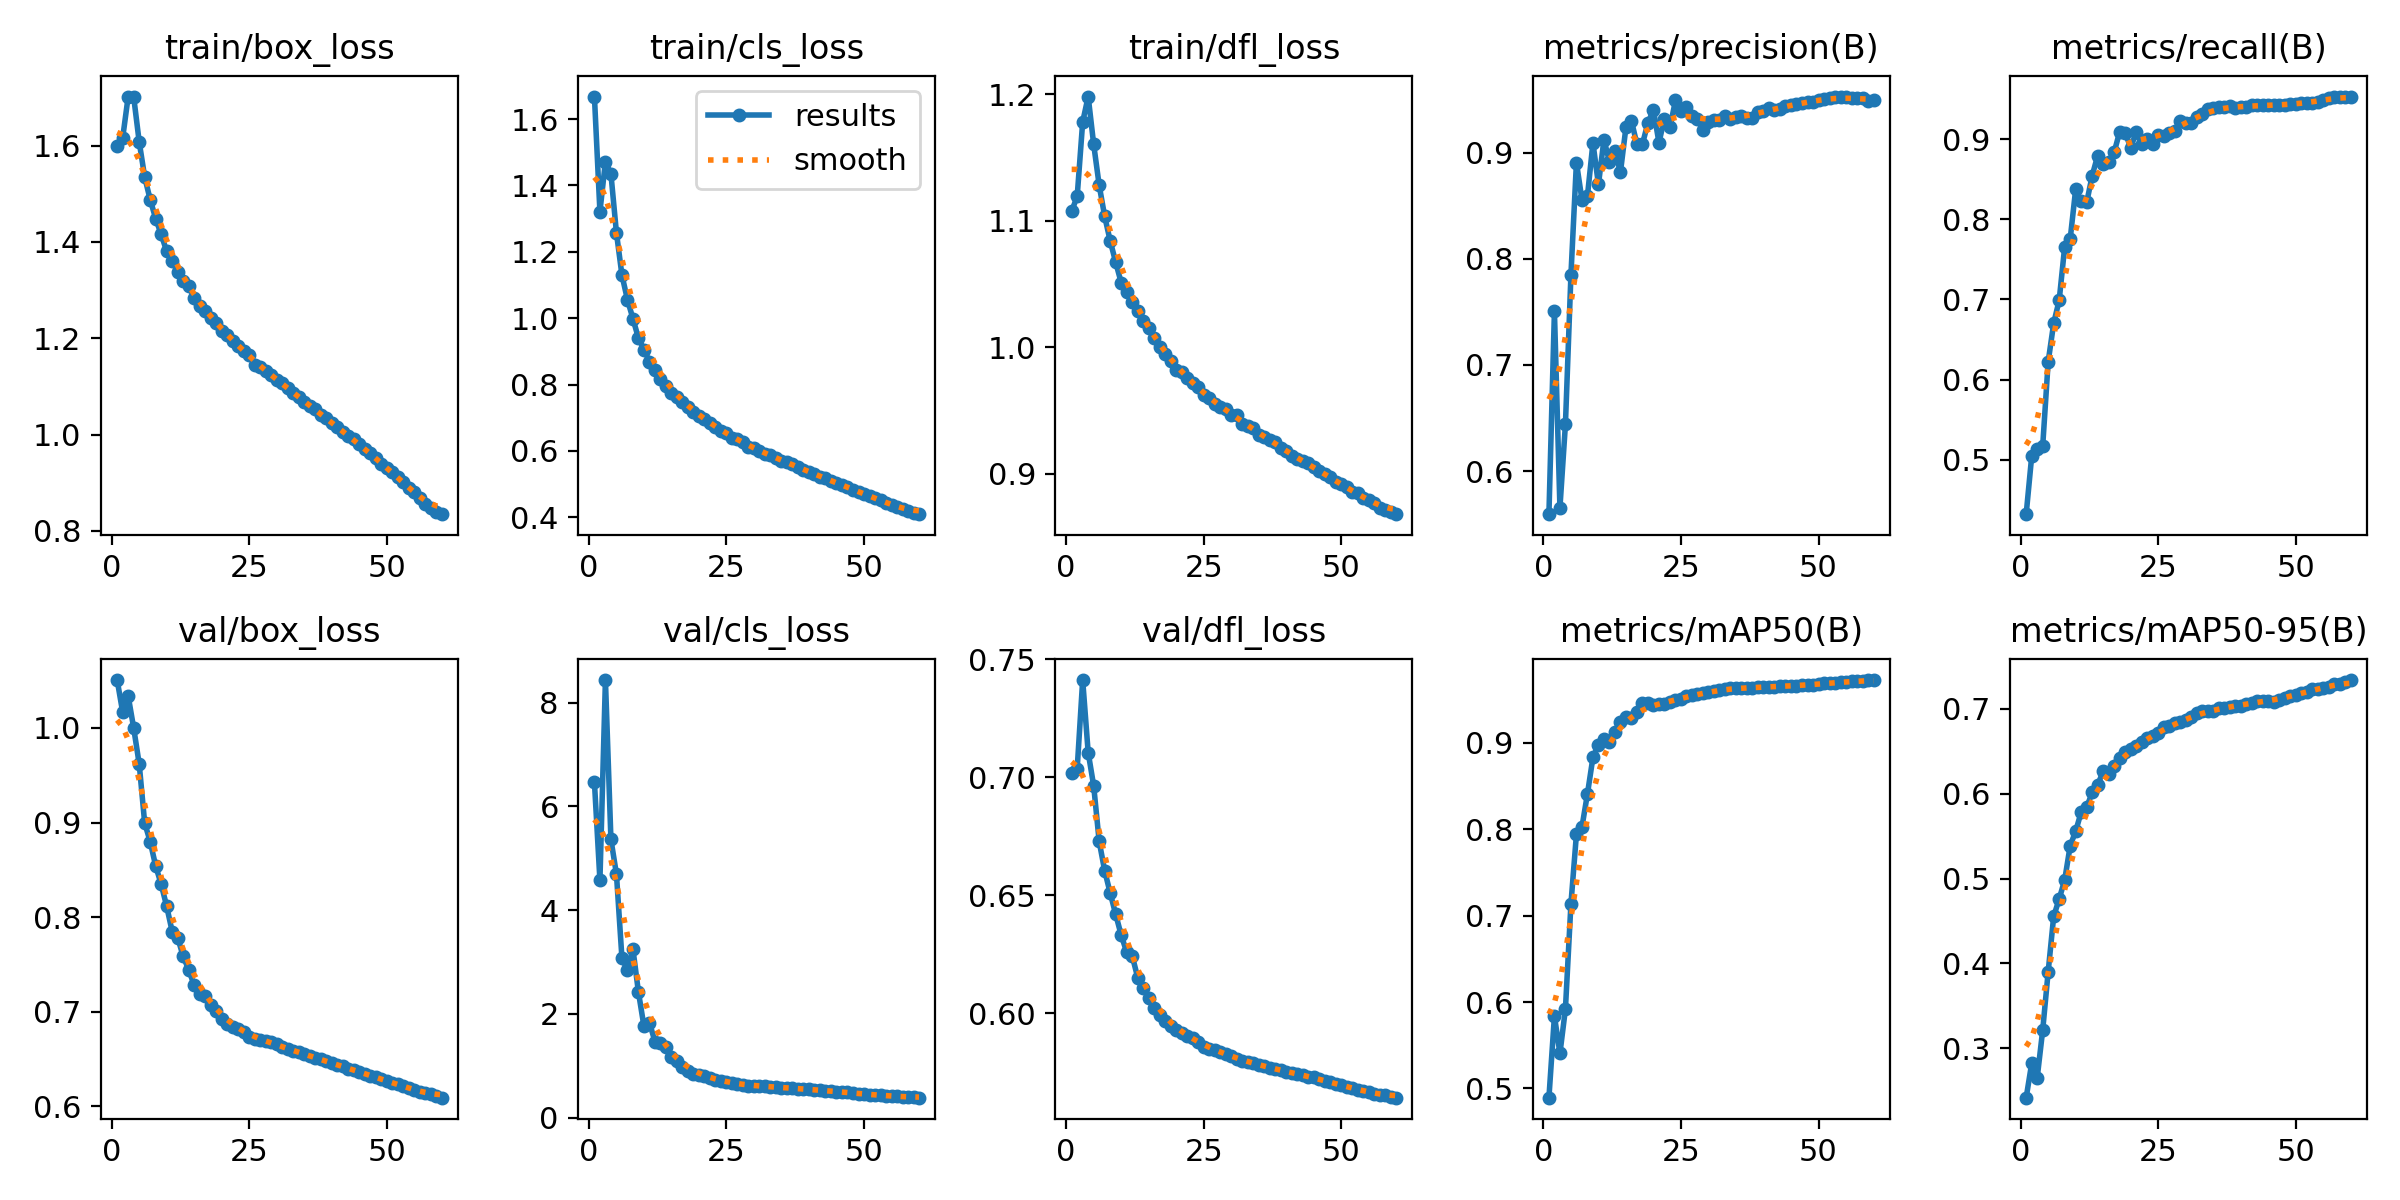 train/box_loss
1.6
1.4
1.2
1.0
0.8
0 25 50
train/cls_loss
results
smooth
1.6
1.4
1.2
1.0
0.8
0.6
0.4
0 25 50
train/dfl_loss
1.2
1.1
1.0
0.9
0 25 50
metrics/precision(B)
0.9
0.8
0.7
0.6
0 25 50
metrics/recall(B)
0.9
0.8
0.7
0.6
0.5
0 25 50
val/box_loss
1.0
0.9
0.8
0.7
0.6
0 25 50
val/cls_loss
8
6
4
2
0
0 25 50
val/dfl_loss
0.75
0.70
0.65
0.60
0 25 50
metrics/mAP50(B)
0.9
0.8
0.7
0.6
0.5
0 25 50
metrics/mAP50-95(B)
0.7
0.6
0.5
0.4
0.3
0 25 50